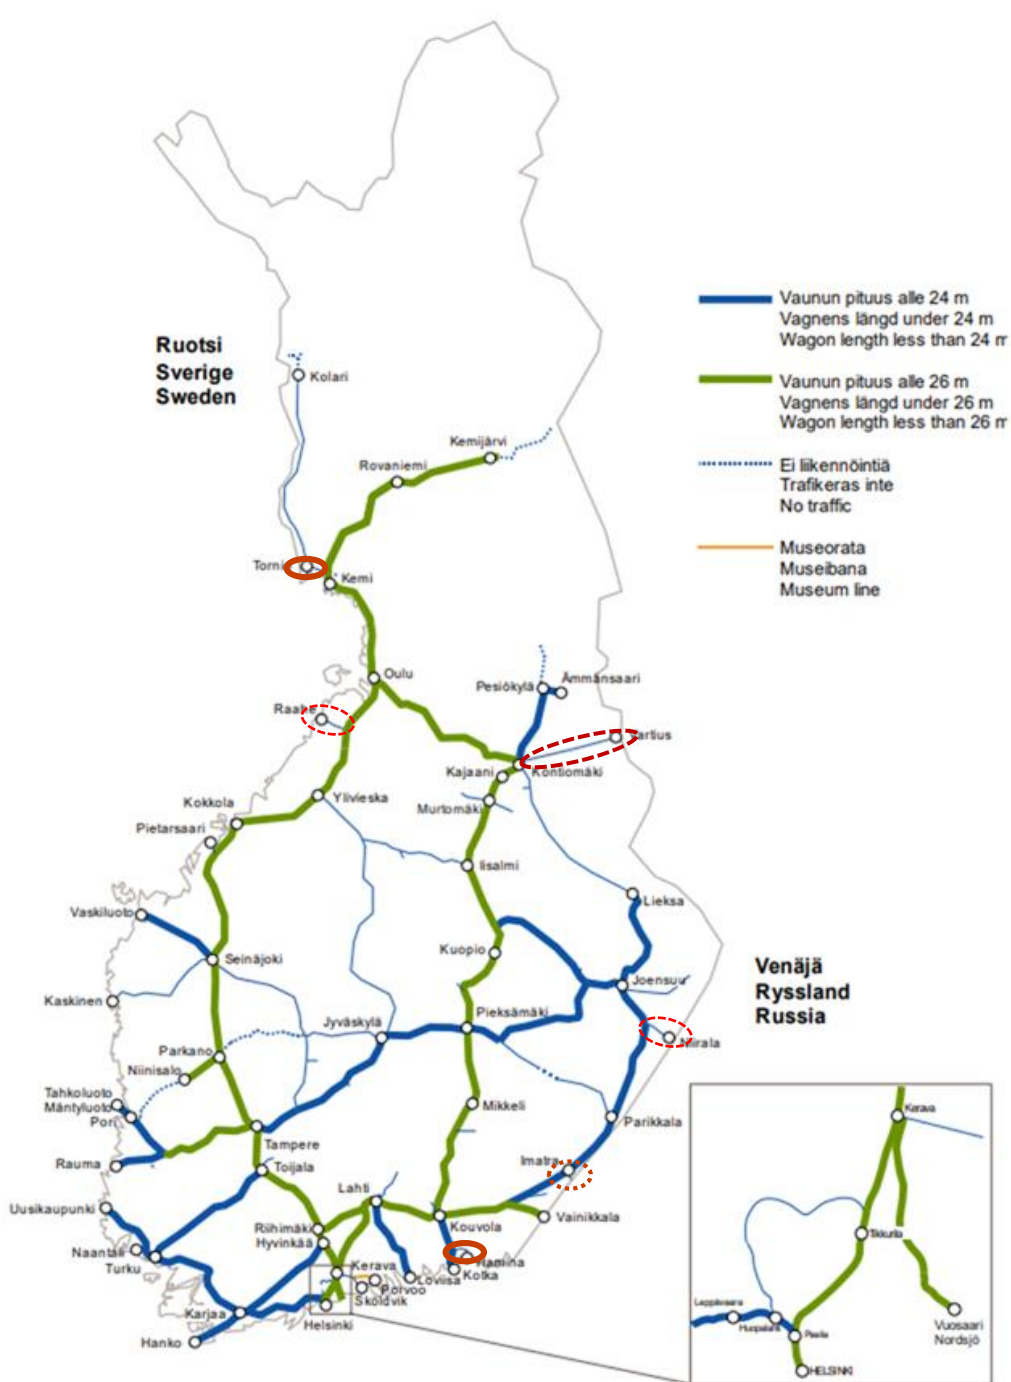 Ruotsi
Sverige
Sweden
Vaunun pituus alle 24 m
Vagnens längd under 24 m
Wagon length less than 24 m
Vaunun pituus alle 26 m
Vagnens längd under 26 m
Wagon length less than 26 m
Ei liikennöintiä
Trafikeras inte
No traffic
Museorata
Museibana
Museum line
Kolari
Kemijärvi
Rovaniemi
Torni
Kemi
Oulu
Pesiökylä
Ämmänsaari
Raahe
Vartius
Kontiomäki
Kajaani
Ylivieska
Kokkola
Murtomäki
Pietarsaari
Iisalmi
Lieksa
Vaskiluoto
Kuopio
Seinäjoki
Joensuu
Venäjä
Ryssland
Russia
Kaskinen
Pieksämäki
Jyväskylä
Niirala
Parkano
Niinisalo
Tahkoluoto
Mäntyluoto
Pori
Mikkeli
Parikkala
Tampere
Rauma
Toijala
Imatra
Lahti
Uusikaupunki
Kouvola
Vainikkala
Riihimäki
Hyvinkää
Naantali
Turku
Kerava
Hamina
Kotka
Loviisa
Porvoo
Sköldvik
Karjaa
Helsinki
Hanko
Kerava
Tikkurila
Leppävaara
Huopalahti
Pasila
Vuosaari
Nordsjö
HELSINKI